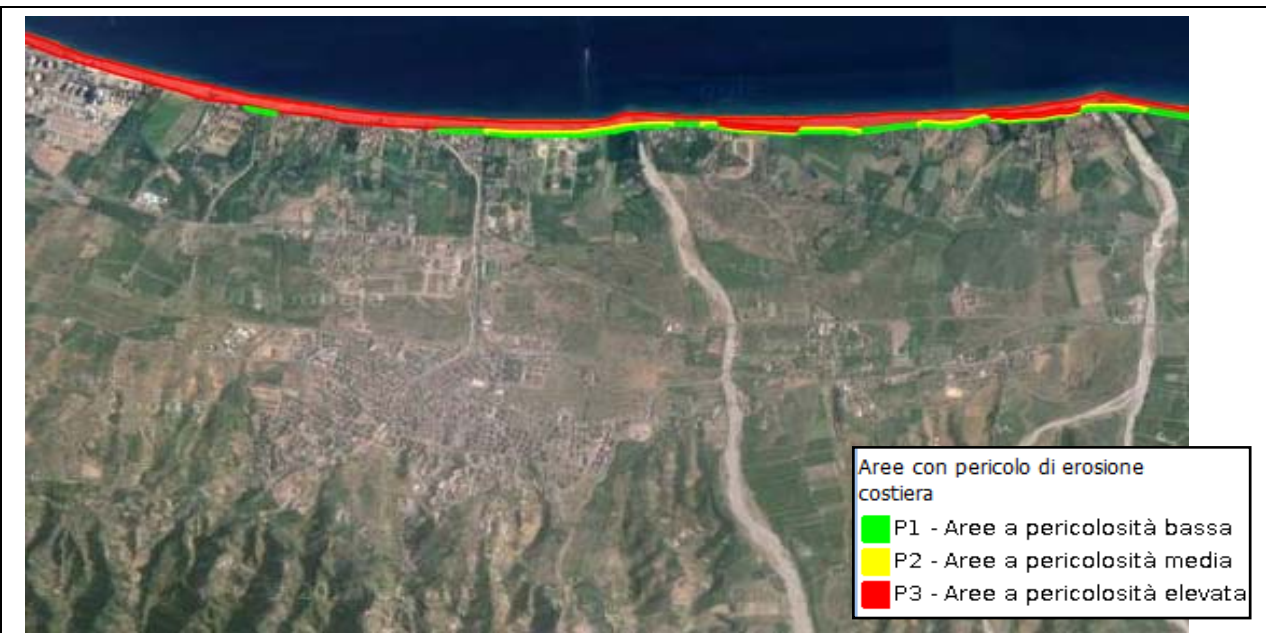 Aree con pericolo di erosione
costiera
P1 - Aree a pericolosità bassa
P2 - Aree a pericolosità media
P3 - Aree a pericolosità elevata